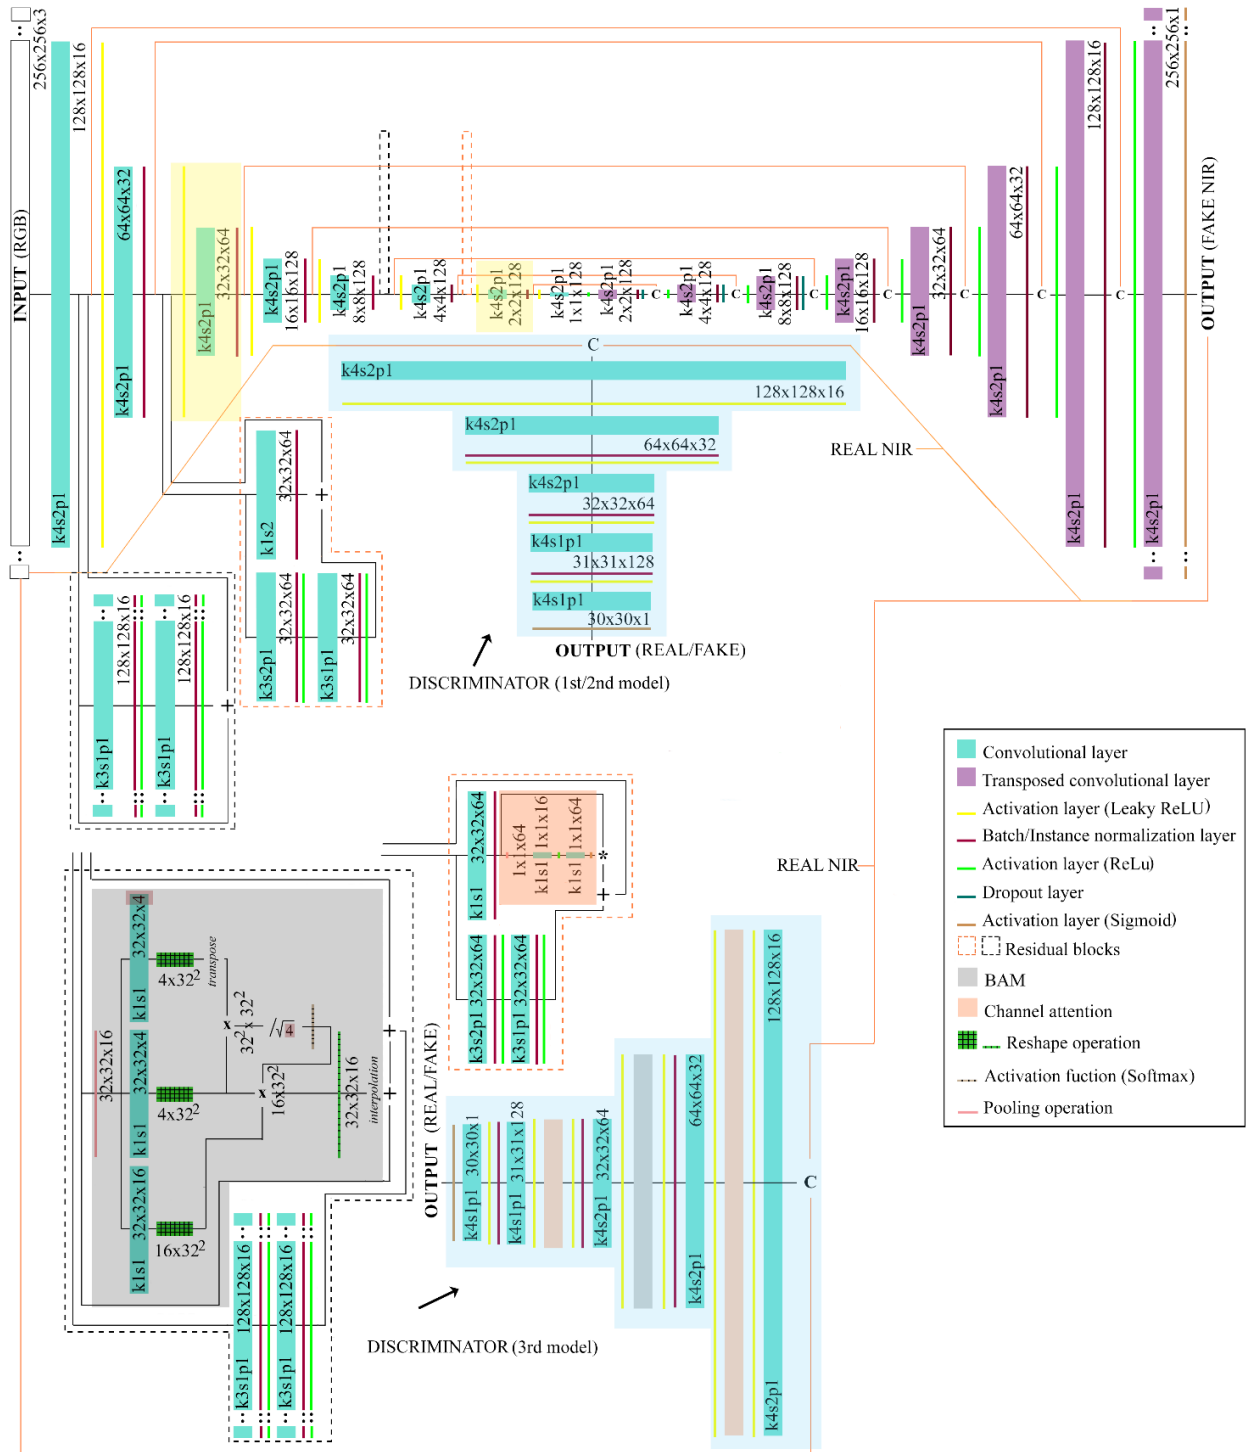 256x256x3
INPUT (RGB)
k4s2p1
128x128x16
k4s2p1
64x64x32
k4s2p1
32x32x64
k4s2p1
16x16x128
k4s2p1
8x8x128
k4s2p1
4x4x128
k4s2p1
2x2x128
k4s2p1
1x1x128
k4s2p1
2x2x128
C
k4s2p1
4x4x128
C
k4s2p1
8x8x128
C
k4s2p1
16x16x128
C
k4s2p1
32x32x64
C
k4s2p1
64x64x32
C
k4s2p1
128x128x16
C
k4s2p1
256x256x1
OUTPUT (FAKE NIR)
C
k4s2p1
128x128x16
k4s2p1
64x64x32
k4s2p1
32x32x64
k4s1p1
31x31x128
k4s1p1
30x30x1
OUTPUT (REAL/FAKE)
DISCRIMINATOR (1st/2nd model)
REAL NIR
k1s2
32x32x64
+
k3s2p1
32x32x64
k3s1p1
32x32x64
k3s1p1
128x128x16
k3s1p1
128x128x16
+
Convolutional layer
Transposed convolutional layer
Activation layer (Leaky ReLU)
Batch/Instance normalization layer
Activation layer (ReLu)
Dropout layer
Activation layer (Sigmoid)
Residual blocks
BAM
Channel attention
Reshape operation
Activation fuction (Softmax)
Pooling operation
REAL NIR
k1s1
32x32x64
1x1x64
k1s1
1x1x16
k1s1
1x1x64
*
+
k3s2p1
32x32x64
k3s1p1
32x32x64
32x32x16
k1s1
32x32x4
4x32²
transpose
k1s1
32x32x4
4x32²
x
32² x 32²
/√4
x
16x32²
32x32x16
interpolation
+
+
k1s1
32x32x16
16x32²
k3s1p1
128x128x16
k3s1p1
128x128x16
OUTPUT (REAL/FAKE)
k4s1p1
30x30x1
k4s1p1
31x31x128
k4s2p1
32x32x64
k4s2p1
64x64x32
k4s2p1
128x128x16
C
DISCRIMINATOR (3rd model)